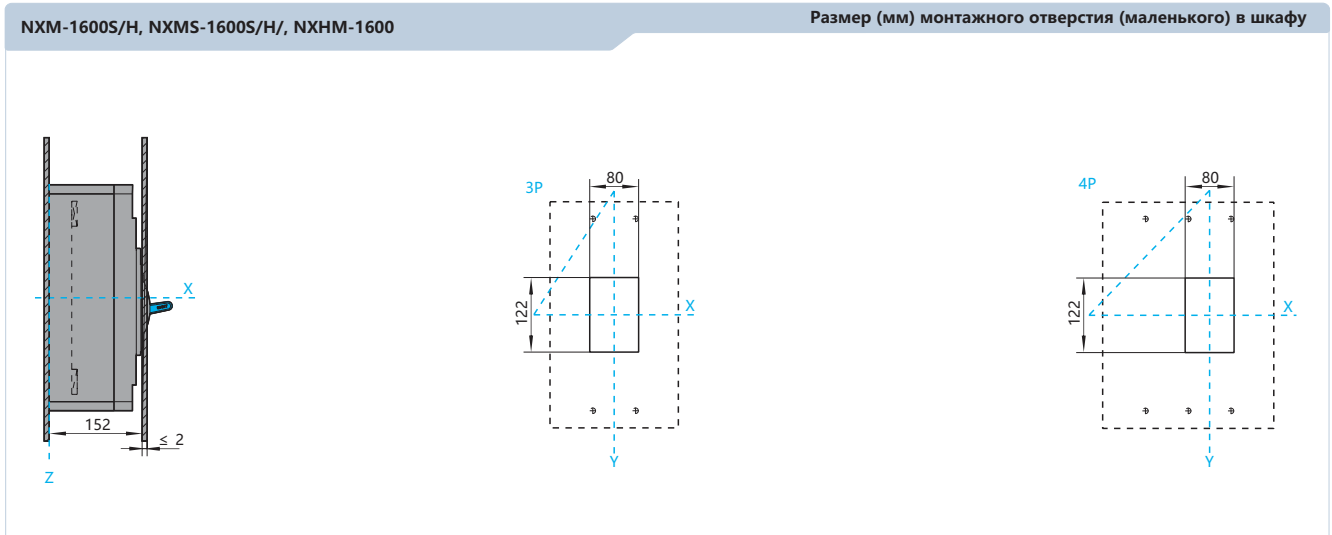 NXM-1600S/H, NXMS-1600S/H/, NXHM-1600
Размер (мм) монтажного отверстия (маленького) в шкафу
X
152
≤ 2
Z
3P
80
122
X
Y
4P
80
122
X
Y